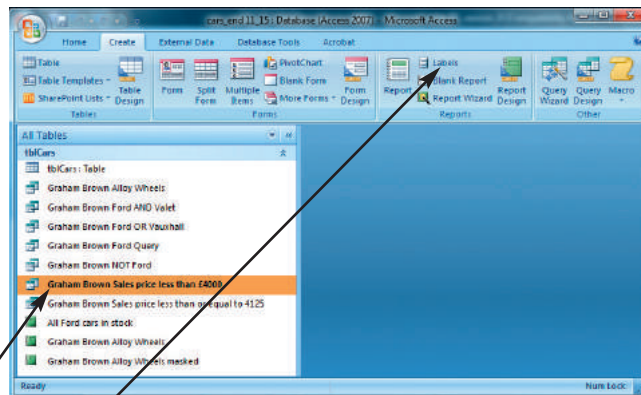 cars_end 11_15 : Database (Access 2007) - Microsoft Access
Home Create External Data Database Tools Acrobat
Table
Table Templates
SharePoint Lists
Table Design
Tables
Form
Split Form
Multiple Items
PivotChart
Blank Form
More Forms
Form Design
Forms
Report
Labels
Blank Report
Report Wizard
Report Design
Reports
Query Wizard
Query Design
Macro
Other
All Tables
tblCars
tblCars : Table
Graham Brown Alloy Wheels
Graham Brown Ford AND Valet
Graham Brown Ford OR Vauxhall
Graham Brown Ford Query
Graham Brown NOT Ford
Graham Brown Sales price less than £4000
Graham Brown Sales price less than or equal to 4125
All Ford cars in stock
Graham Brown Alloy Wheels
Graham Brown Alloy Wheels masked
Ready
Num Lock